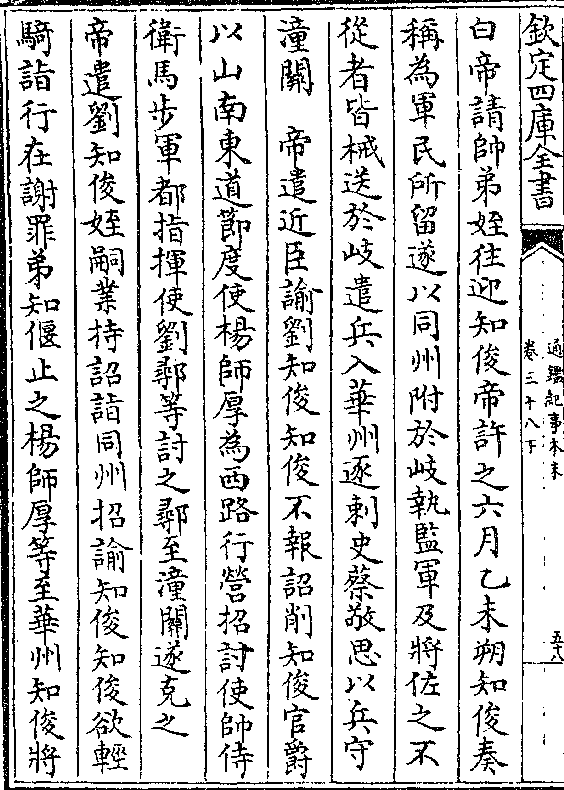 欽定四庫全書
通鑑紀事本末
卷三十八下
五十八
白帝請帥弟姪往迎知俊帝許之六月乙未朔知俊奏
稱為軍民所留遂以同州附於岐執監軍及將佐之不
從者皆械送於岐遣兵入華州逐刺史蔡敬思以兵守
潼關　帝遣近臣諭劉知俊知俊不報詔削知俊官爵
以山南東道節度使楊師厚為西路行營招討使帥侍
衛馬步軍都指揮使劉鄩等討之鄩至潼關遂克之
帝遣劉知俊姪嗣業持詔詣同州招諭知俊知俊欲輕
騎詣行在謝罪弟知偃止之楊師厚等至華州知俊將